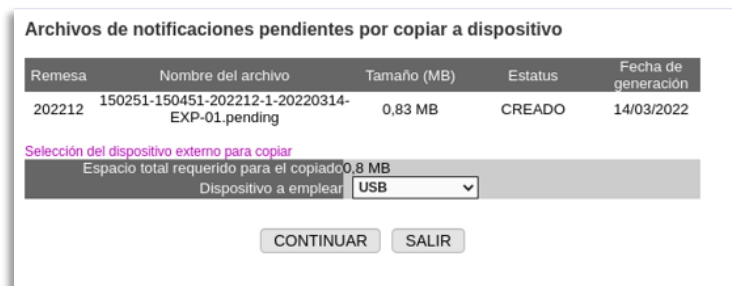 Archivos de notificaciones pendientes por copiar a dispositivo
Remesa Nombre del archivo Tamaño (MB) Estatus Fecha de generación
202212 150251-150451-202212-1-20220314-EXP-01.pending 0,83 MB CREADO 14/03/2022
Selección del dispositivo externo para copiar
Espacio total requerido para el copiado 0,8 MB
Dispositivo a emplear USB
CONTINUAR SALIR